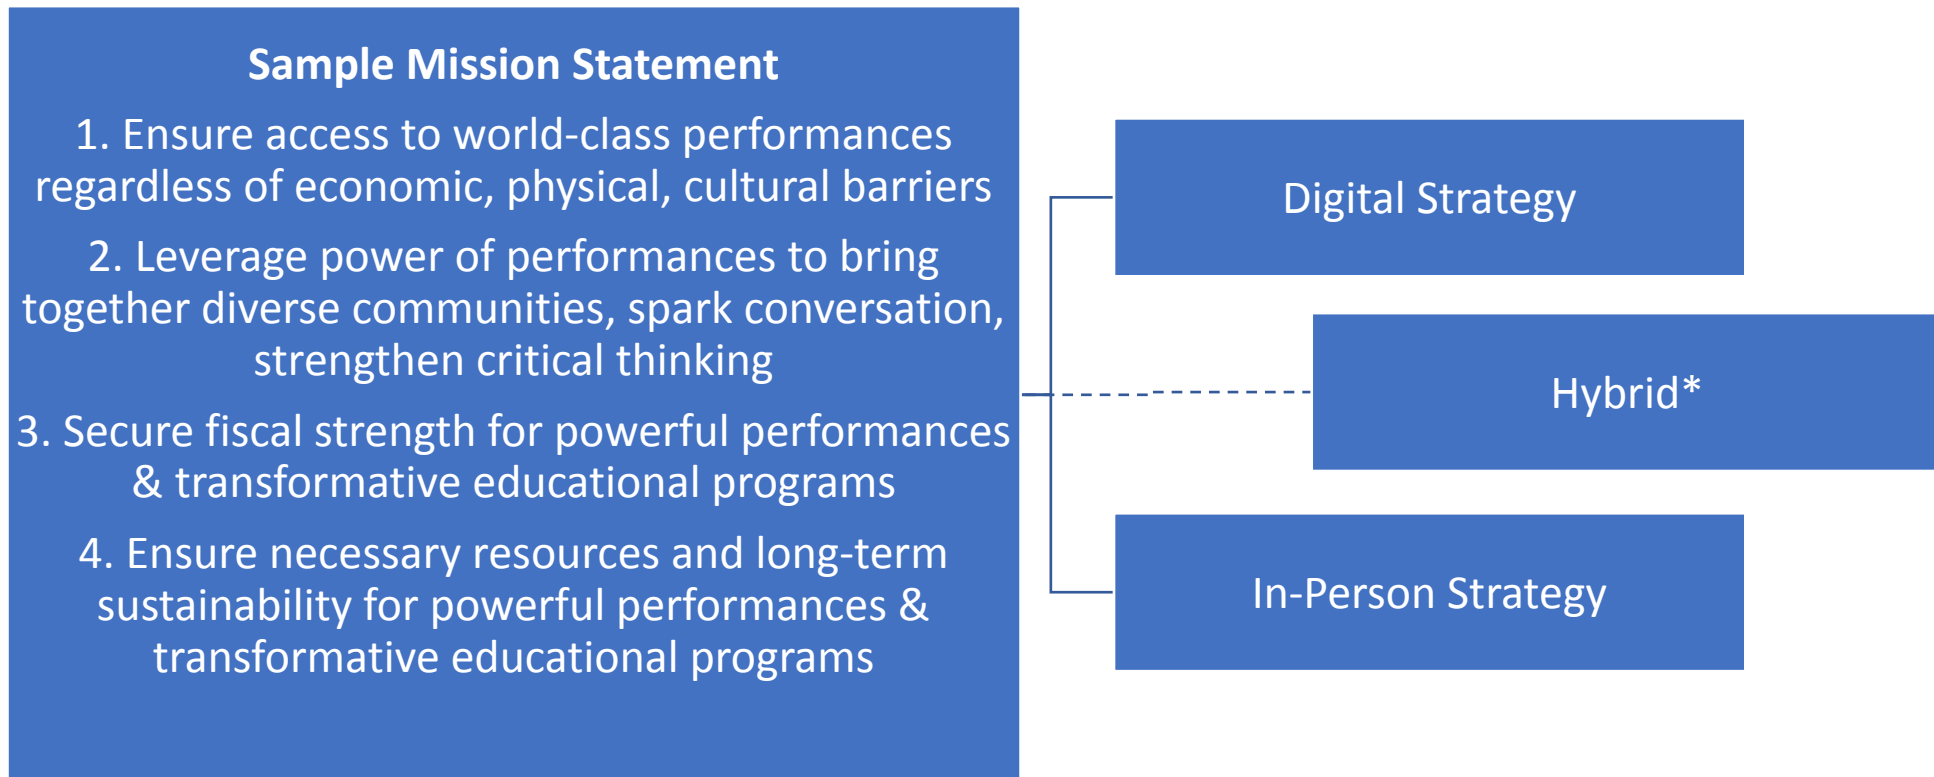 Sample Mission Statement
1. Ensure access to world-class performances
regardless of economic, physical, cultural barriers
2. Leverage power of performances to bring
together diverse communities, spark conversation,
strengthen critical thinking
3. Secure fiscal strength for powerful performances
& transformative educational programs
4. Ensure necessary resources and long-term
sustainability for powerful performances &
transformative educational programs
Digital Strategy
Hybrid*
In-Person Strategy